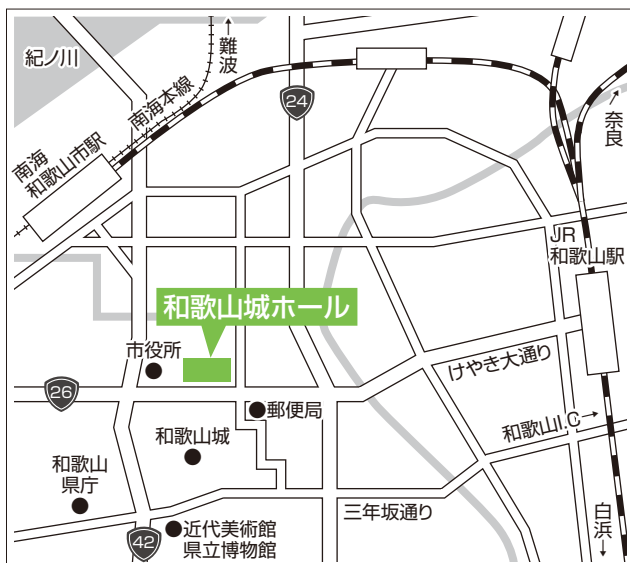 紀ノ川
↑難波
南海本線
24
↑奈良
南海
和歌山市駅
JR
和歌山駅
和歌山城ホール
市役所
けやき大通り
26
郵便局
和歌山I.C→
和歌山城
和歌山
県庁
三年坂通り
白浜↓
42
近代美術館
県立博物館